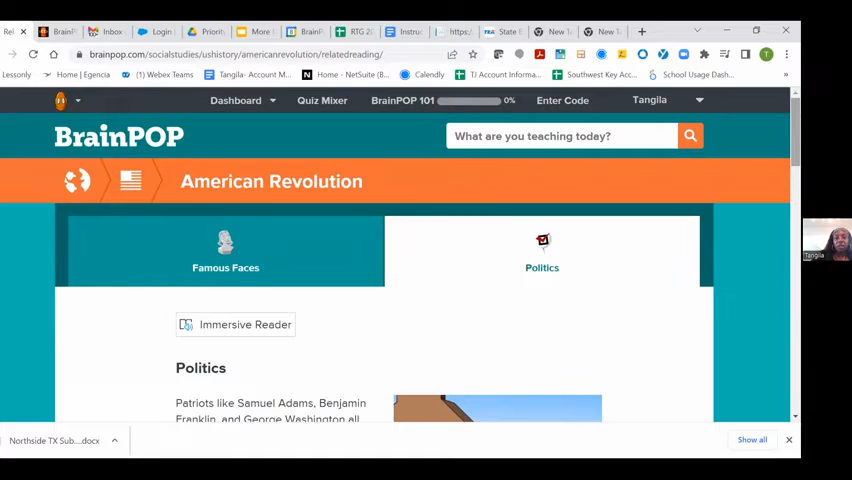 Rel
BrainP
Inbox
Login
Priority
More
BrainP
RTG 20
Instruc
https:/
TEA State B
New Ta
New Ta
brainpop.com/socialstudies/ushistory/americanrevolution/relatedreading/
Lessonly
Home | Egencia
(1) Webex Teams
Tangila- Account M...
Home - NetSuite (B...
Calendly
TJ Account Informa...
Southwest Key Acc...
School Usage Dash...
Dashboard
Quiz Mixer
BrainPOP 101
0%
Enter Code
Tangila
BrainPOP
What are you teaching today?
American Revolution
Famous Faces
Politics
Immersive Reader
Politics
Patriots like Samuel Adams, Benjamin
Franklin, and George Washington all
Tangila
Northside TX Sub....docx
Show all